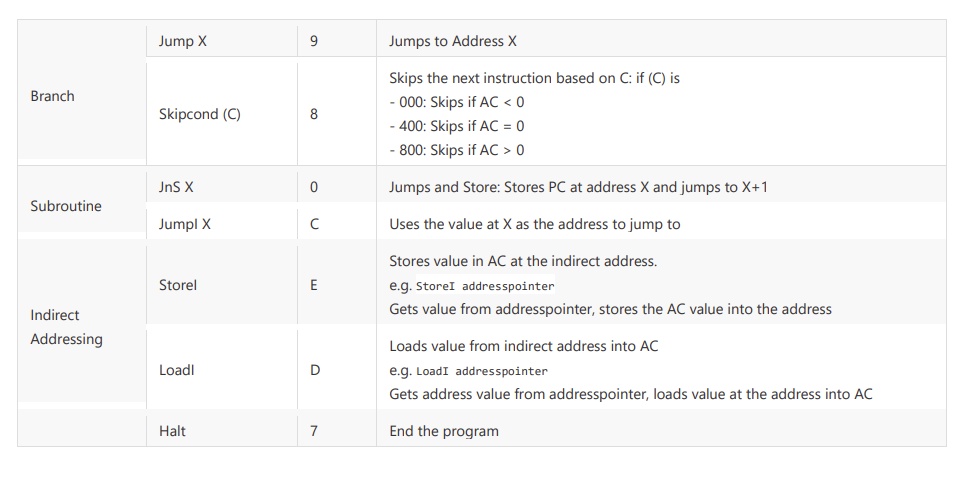 Jump X 9 Jumps to Address X
Branch
Skipcond (C) 8
Skips the next instruction based on C: if (C) is
- 000: Skips if AC < 0
- 400: Skips if AC = 0
- 800: Skips if AC > 0
Subroutine
JnS X 0 Jumps and Store: Stores PC at address X and jumps to X+1
JumpI X C Uses the value at X as the address to jump to
Indirect
Addressing
StoreI E
Stores value in AC at the indirect address.
e.g. StoreI addresspointer
Gets value from addresspointer, stores the AC value into the address
LoadI D
Loads value from indirect address into AC
e.g. LoadI addresspointer
Gets address value from addresspointer, loads value at the address into AC
Halt 7 End the program